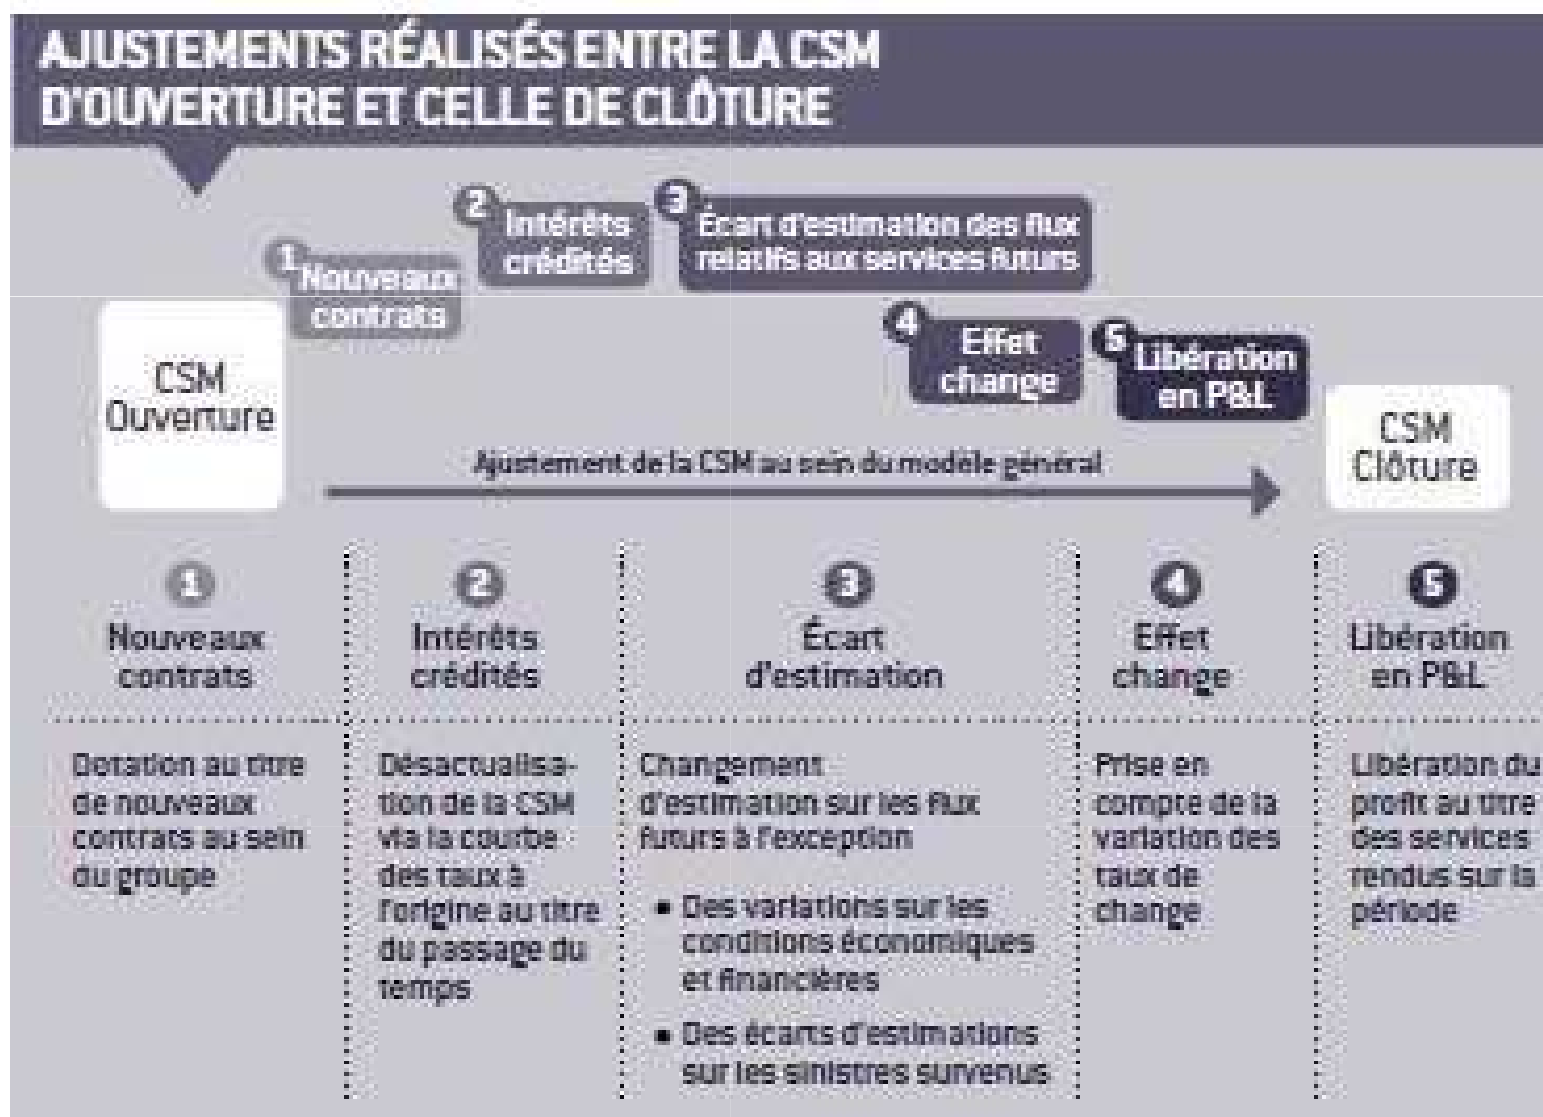 AJUSTEMENTS RÉALISÉS ENTRE LA CSM
D'OUVERTURE ET CELLE DE CLÔTURE
1
Nouveaux
contrats
2
Intérêts
crédités
3
Écart d'estimation des flux
relatifs aux services futurs
4
Effet
change
5
Libération
en P&L
CSM
Ouverture
CSM
Clôture
Ajustement de la CSM au sein du modèle général
1
Nouveaux
contrats
Dotation au titre
de nouveaux
contrats au sein
du groupe
2
Intérêts
crédités
Désactualisa-
tion de la CSM
via la courbe
des taux à
l'origine au titre
du passage du
temps
3
Écart
d'estimation
Changement
d'estimation sur les flux
futurs à l'exception
• Des variations sur les
conditions économiques
et financières
• Des écarts d'estimations
sur les sinistres survenus
4
Effet
change
Prise en
compte de la
variation des
taux de
change
5
Libération
en P&L
Libération du
profit au titre
des services
rendus sur la
période